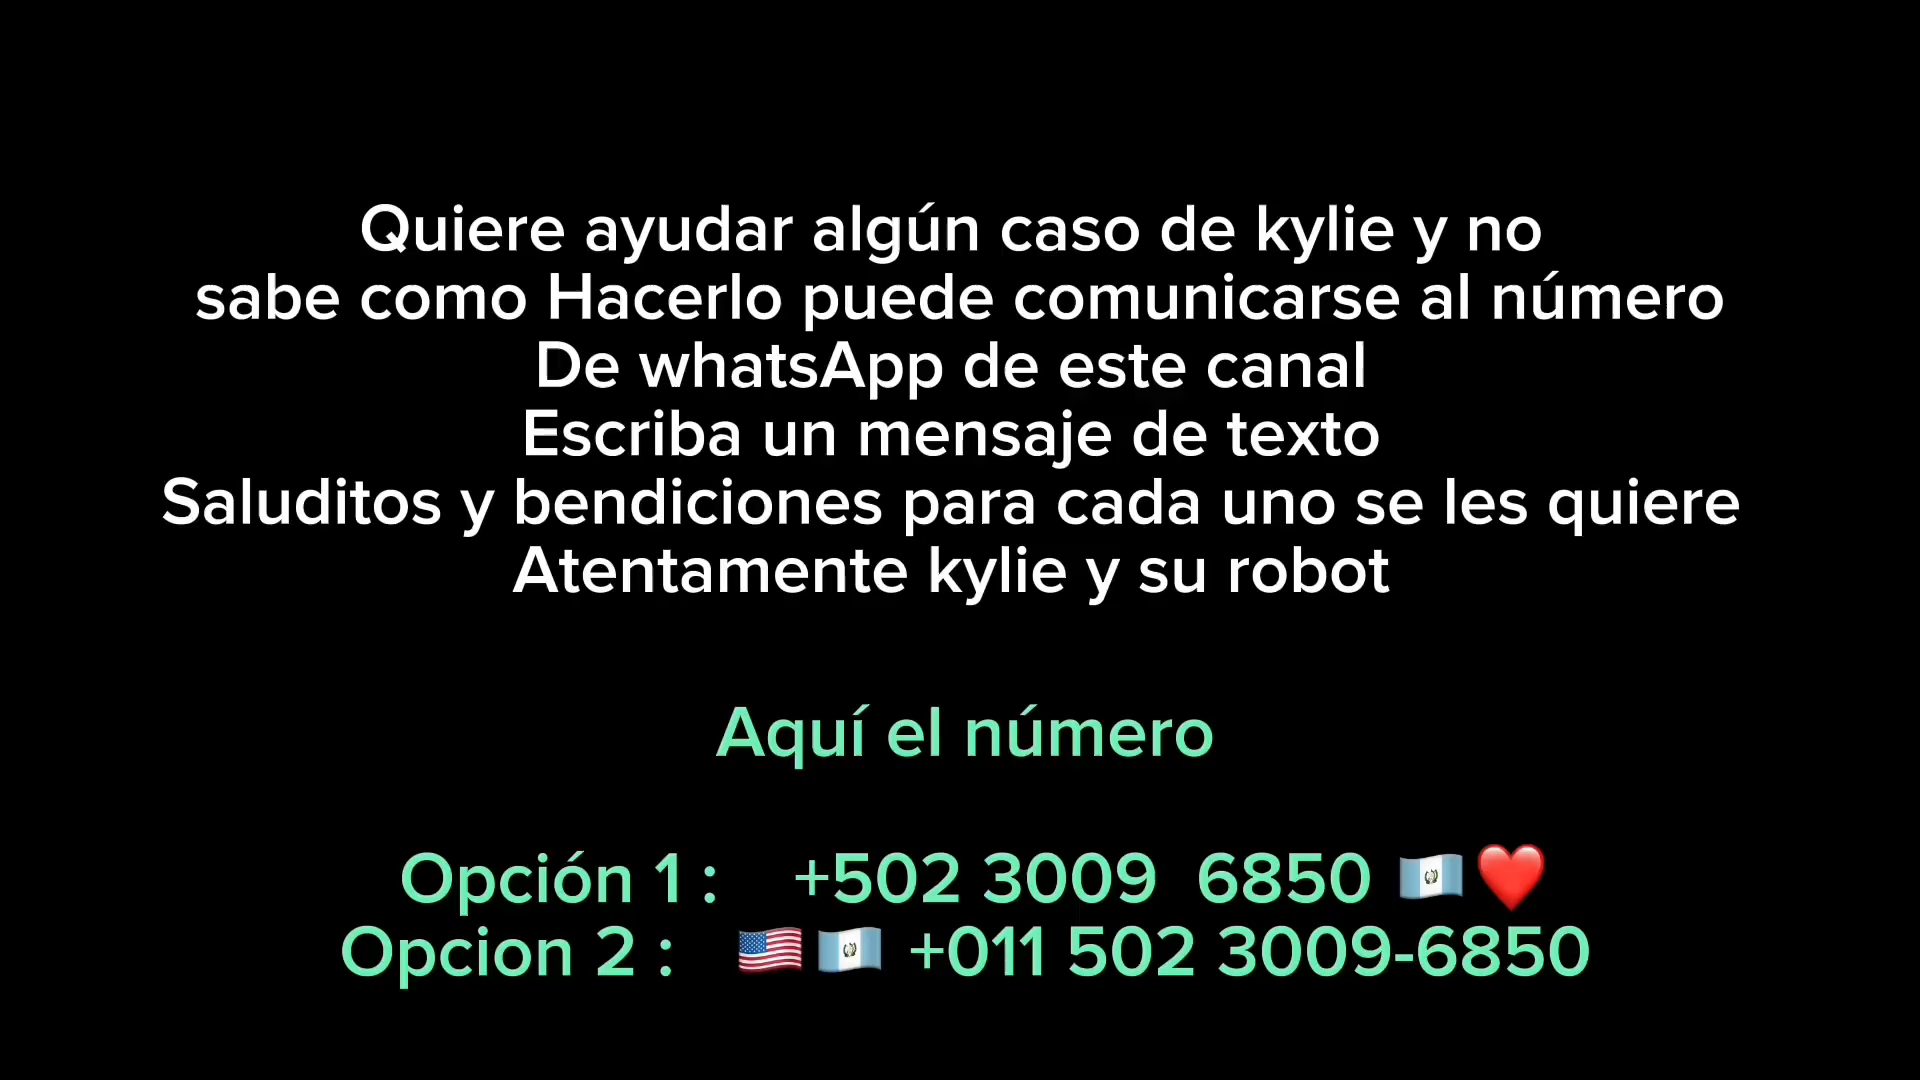 Quiere ayudar algún caso de kylie y no
sabe como Hacerlo puede comunicarse al número
De whatsApp de este canal
Escriba un mensaje de texto
Saluditos y bendiciones para cada uno se les quiere
Atentamente kylie y su robot
Aquí el número
Opción 1 : +502 3009 6850 🇬🇹❤️
Opcion 2 : 🇺🇸🇬🇹 +011 502 3009-6850